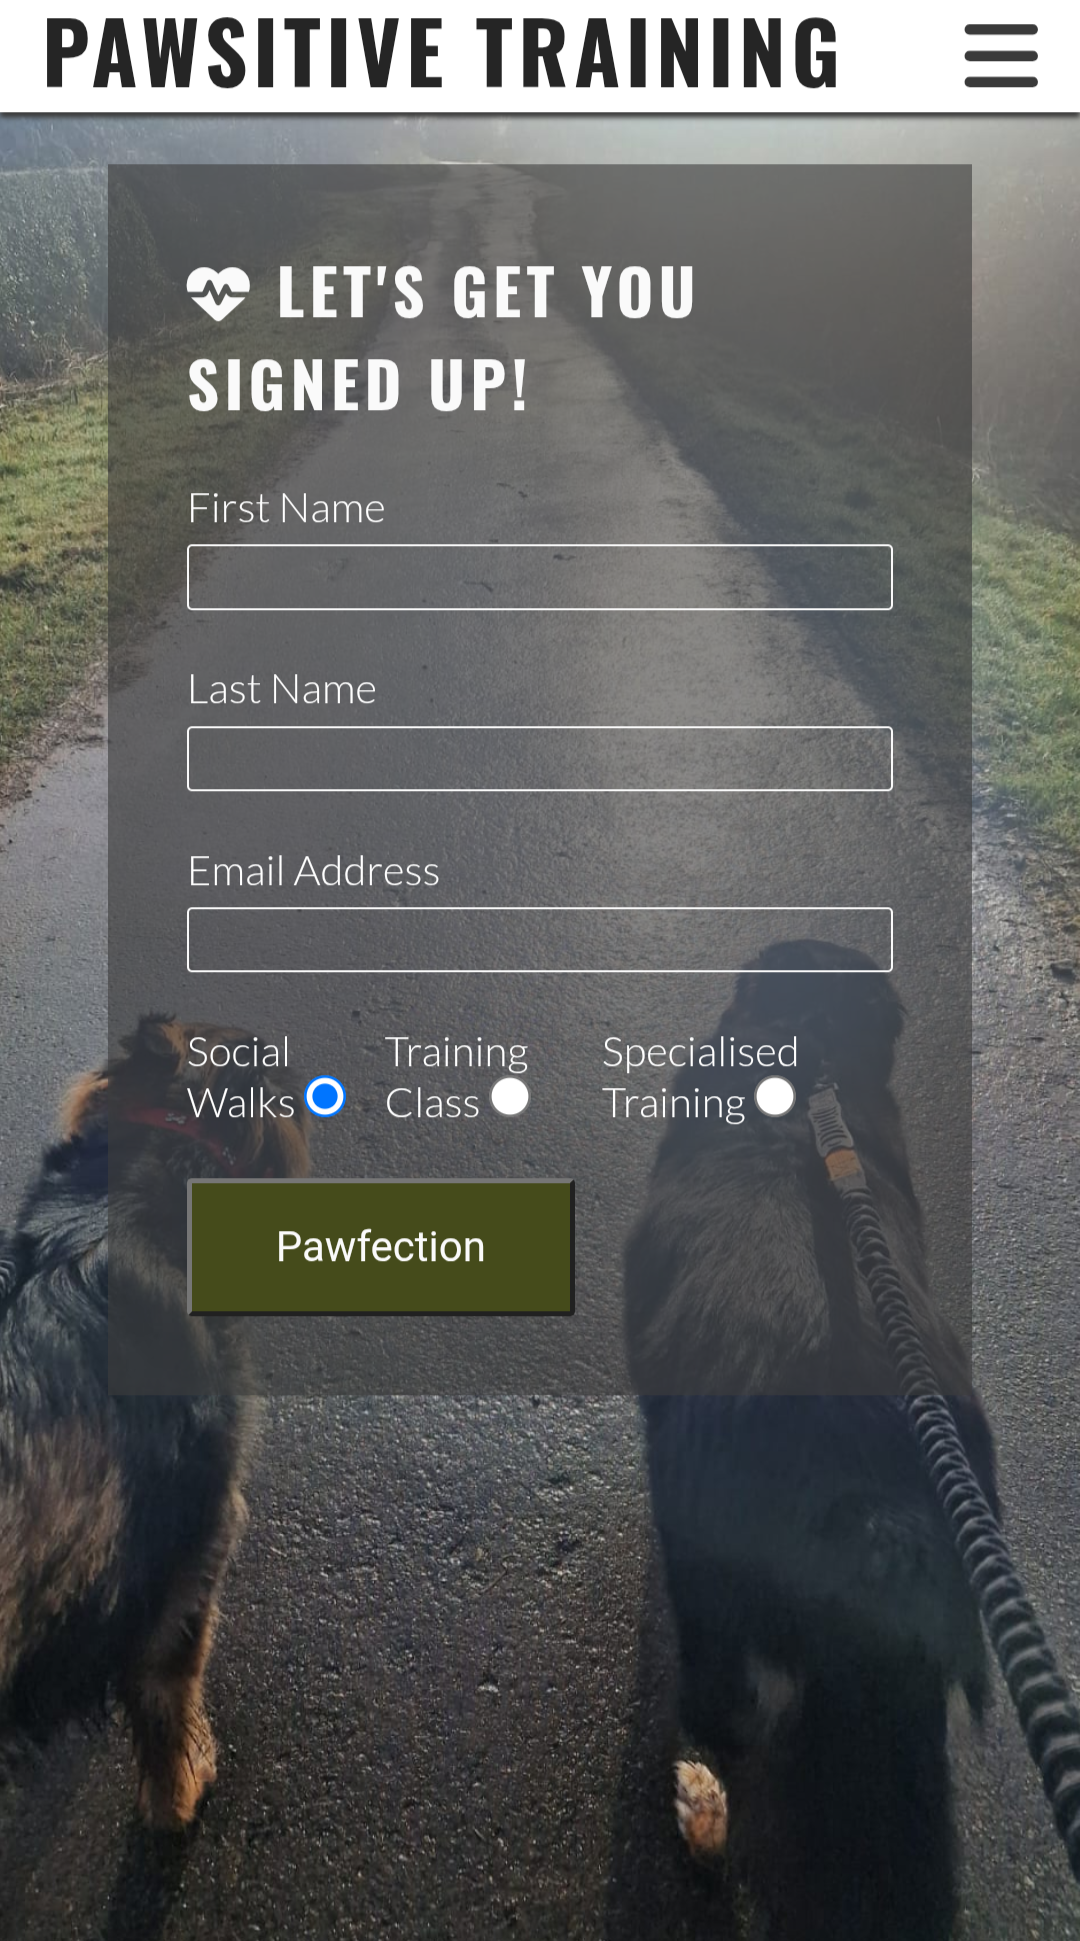 PAWSITIVE TRAINING
LET'S GET YOU
SIGNED UP!
First Name
Last Name
Email Address
Social
Walks
Training
Class
Specialised
Training
Pawfection